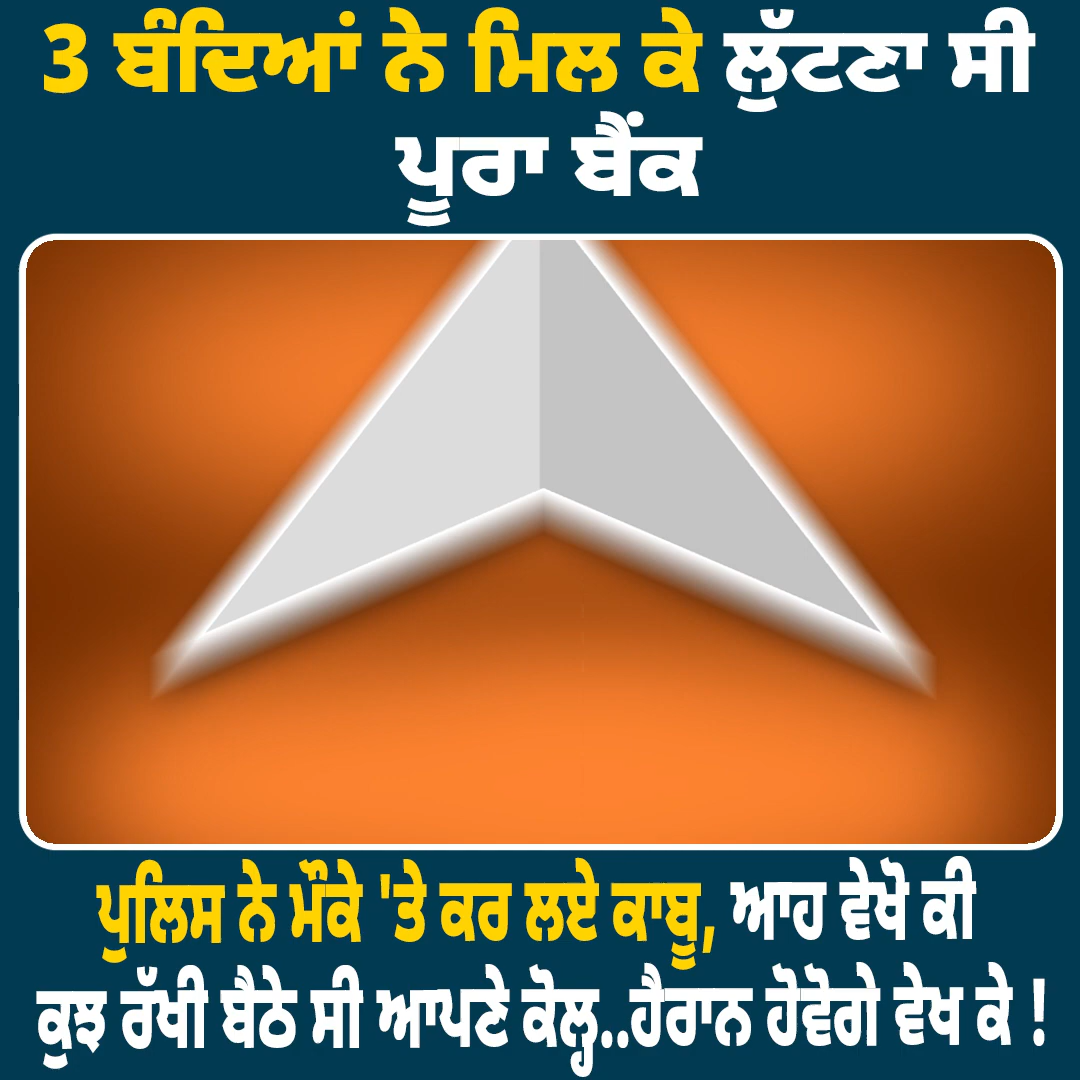 3 ਬੰਦਿਆਂ ਨੇ ਮਿਲ ਕੇ ਲੁੱਟਣਾ ਸੀ
ਪੂਰਾ ਬੈਂਕ
ਪੁਲਿਸ ਨੇ ਮੌਕੇ 'ਤੇ ਕਰ ਲਏ ਕਾਬੂ, ਆਹ ਵੇਖੋ ਕੀ
ਕੁਝ ਰੱਖੀ ਬੈਠੇ ਸੀ ਆਪਣੇ ਕੋਲ੍ਹ..ਹੈਰਾਨ ਹੋਵੋਗੇ ਵੇਖ ਕੇ !